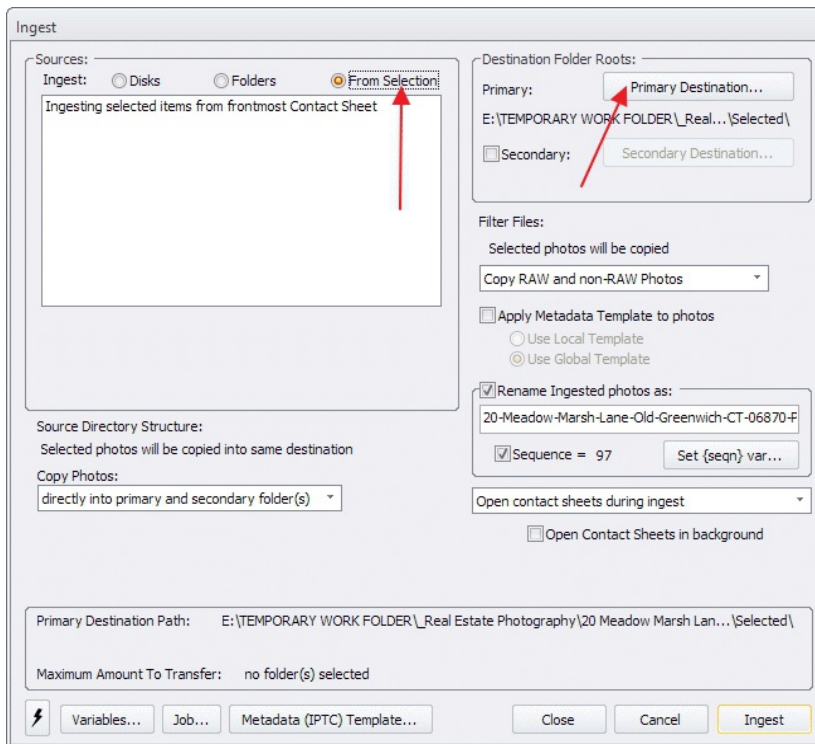 Ingest
Sources:
Ingest: Disks Folders From Selection
Ingesting selected items from frontmost Contact Sheet
Source Directory Structure:
Selected photos will be copied into same destination
Copy Photos:
directly into primary and secondary folder(s)
Destination Folder Roots:
Primary: Primary Destination...
E:\TEMPORARY WORK FOLDER\_Real...\Selected\
Secondary: Secondary Destination...
Filter Files:
Selected photos will be copied
Copy RAW and non-RAW Photos
Apply Metadata Template to photos
Use Local Template
Use Global Template
Rename Ingested photos as:
20-Meadow-Marsh-Lane-Old-Greenwich-CT-06870-F
Sequence = 97 Set {seqn} var...
Open contact sheets during ingest
Open Contact Sheets in background
Primary Destination Path: E:\TEMPORARY WORK FOLDER\_Real Estate Photography\20 Meadow Marsh Lan...\Selected\
Maximum Amount To Transfer: no folder(s) selected
Variables... Job... Metadata (IPTC) Template... Close Cancel Ingest